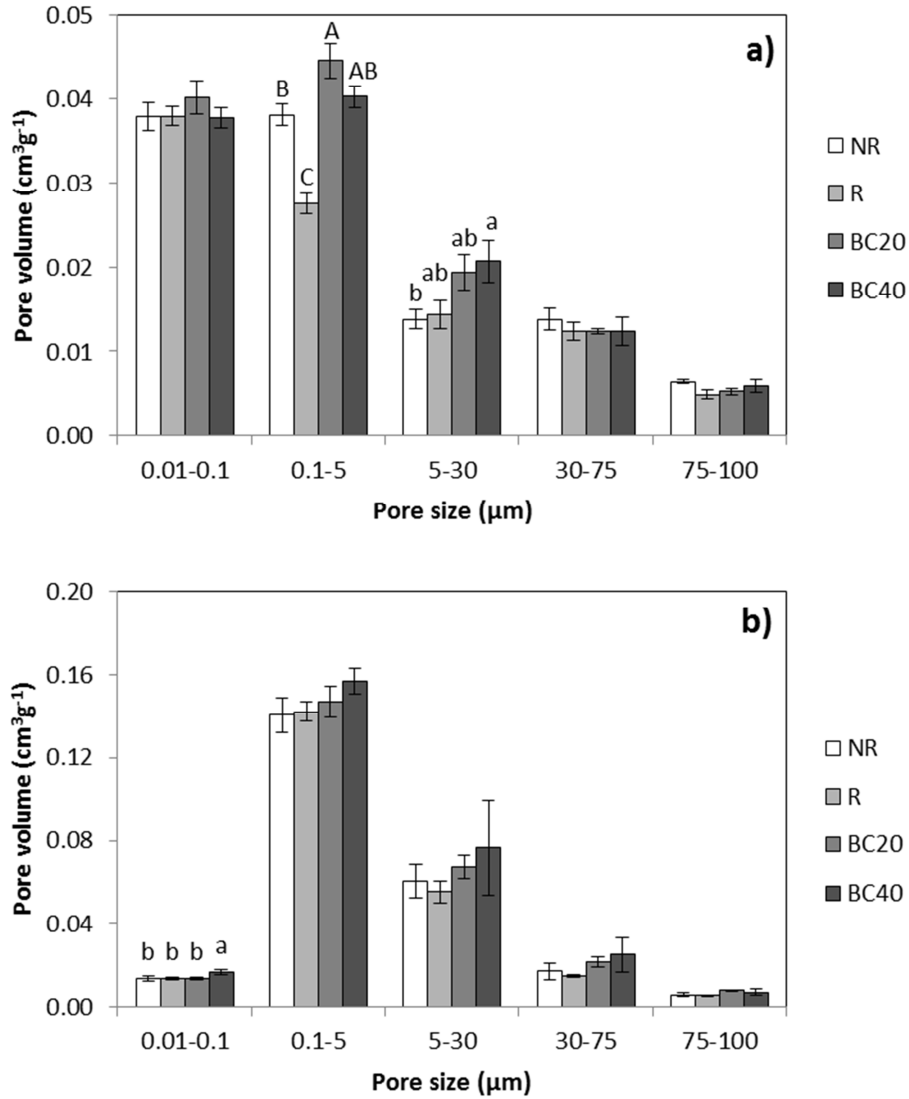 a)
Pore volume (cm³g⁻¹)
0.05
0.04
0.03
0.02
0.01
0.00
B
C
A
AB
b
ab
ab
a
NR
R
BC20
BC40
0.01-0.1
0.1-5
5-30
30-75
75-100
Pore size (µm)
b)
Pore volume (cm³g⁻¹)
0.20
0.16
0.12
0.08
0.04
0.00
b b b a
NR
R
BC20
BC40
0.01-0.1
0.1-5
5-30
30-75
75-100
Pore size (µm)